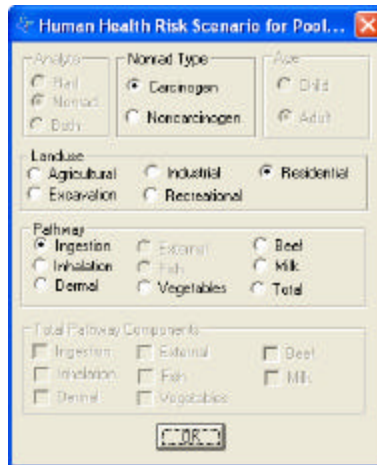 Human Health Risk Scenario for Pool...
Analyte
Nonrad Type
Age
Rad
Carcinogen
Child
Nonrad
Noncarcinogen
Adult
Both
Landuse
Agricultural Industrial Residential
Excavation Recreational
Pathway
Ingestion External Beef
Inhalation Fish Milk
Dermal Vegetables Total
Total Pathway Components
Ingestion External Beef
Inhalation Fish Milk
Dermal Vegetables
OK